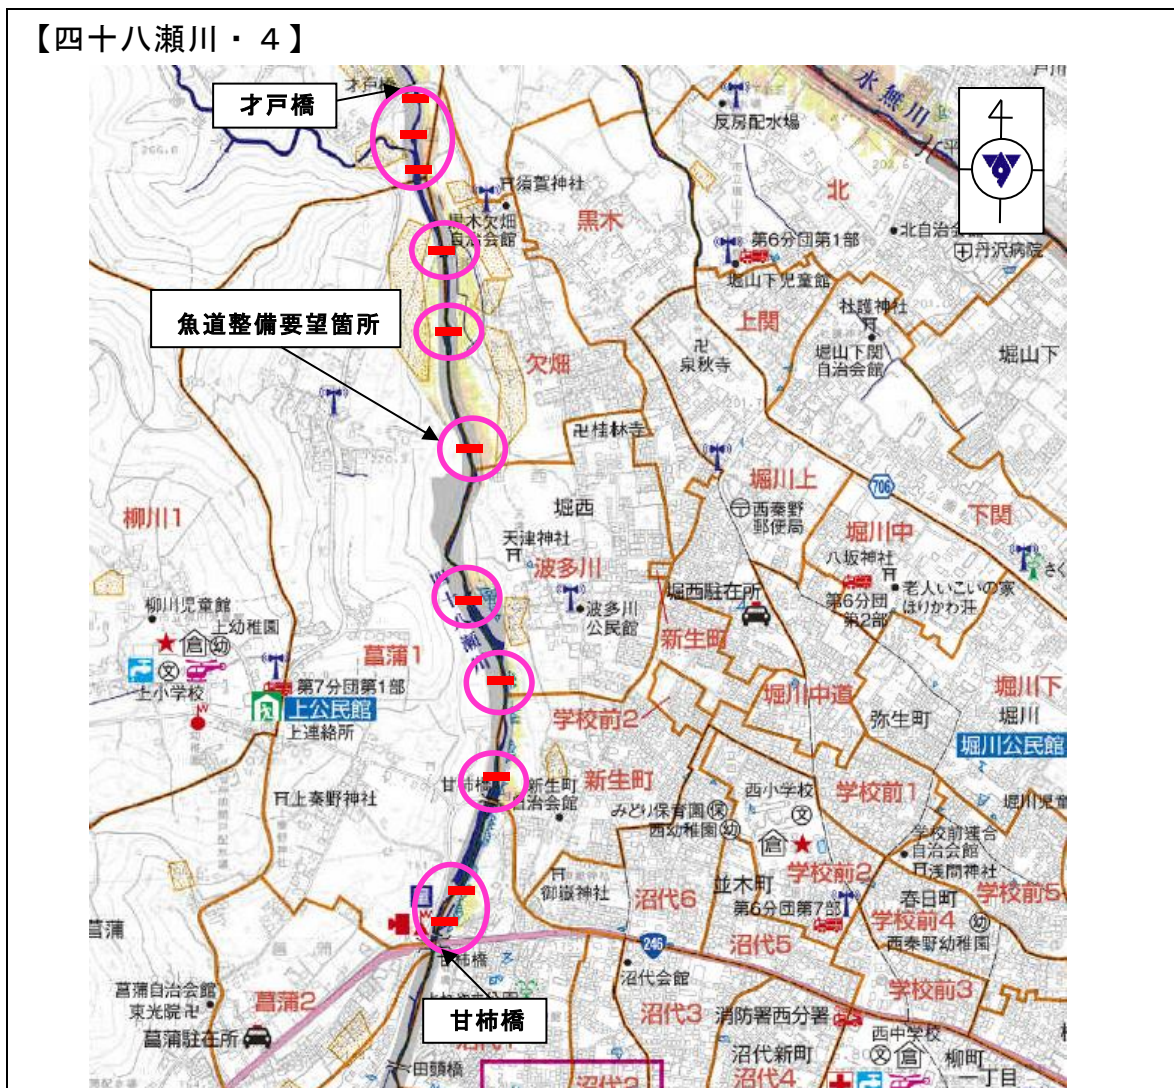 【四十八瀬川・４】
才戸橋
才戸橋
水無川
反房配水場
北
須賀神社
黒木
黒木欠畑
自治会館
北自治会
丹沢病院
第6分団第1部
堀山下児童館
魚道整備要望箇所
上関
社護神社
堀山下関
自治会館
堀山下
卍
泉秋寺
欠畑
卍桂林寺
堀川上
706
西秦野
郵便局
堀西
柳川1
堀川中
下関
天津神社
波多川
八坂神社
老人いこいの家
ほりかわ荘
第6分団
第2部
堀西駐在所
波多川
公民館
新生町
柳川児童館
上幼稚園
菖蒲1
上小学校
第7分団第1部
上公民館
上連絡所
堀川下
堀川中道
学校前2
弥生町
堀川
堀川公民館
甘柿橋
新生町
自治会館
新生町
西小学校
学校前1
みどり保育園
西幼稚園
堀川児童
上秦野神社
学校前連合
自治会館
浅間神社
御嶽神社
並木町
学校前2
沼代6
第6分団第7部
春日町
学校前5
学校前4
西秦野幼稚園
菖蒲
沼代5
246
甘柿橋
沼代会館
学校前3
菖蒲自治会館
東光院卍
菖蒲2
甘柿橋
沼代3
消防署西分署
西中学校
菖蒲駐在所
沼代新町
柳町
田頭橋
沼代2
沼代4
一丁目